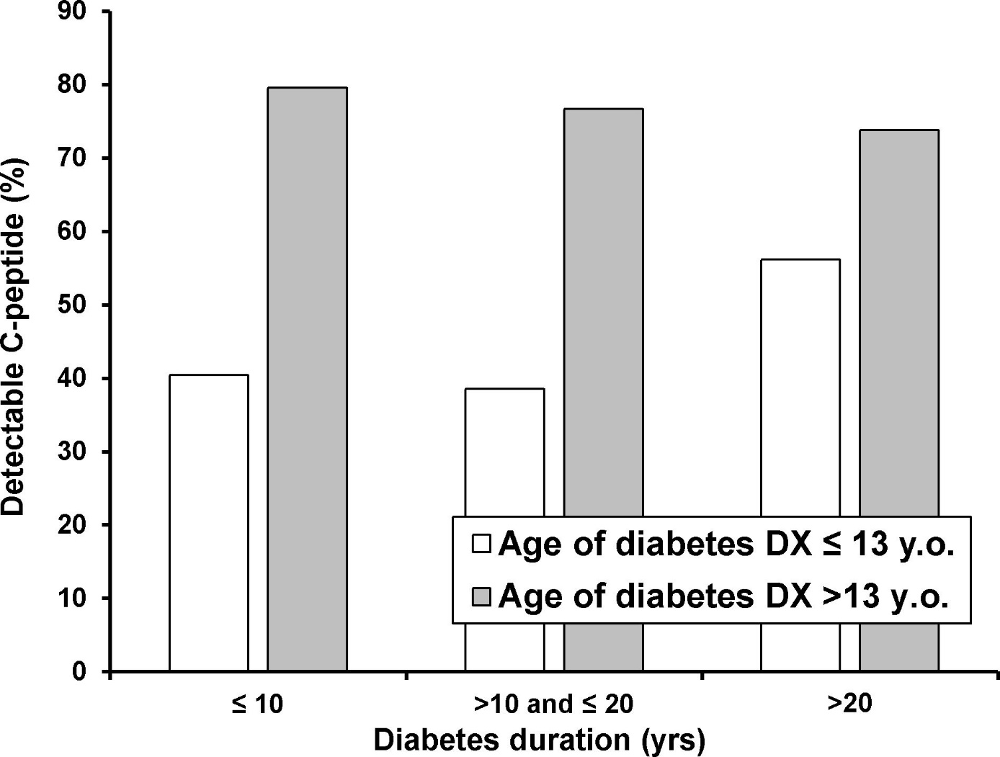 Detectable C-peptide (%)
90
80
70
60
50
40
30
20
10
0
Age of diabetes DX ≤ 13 y.o.
Age of diabetes DX >13 y.o.
≤ 10
>10 and ≤ 20
>20
Diabetes duration (yrs)